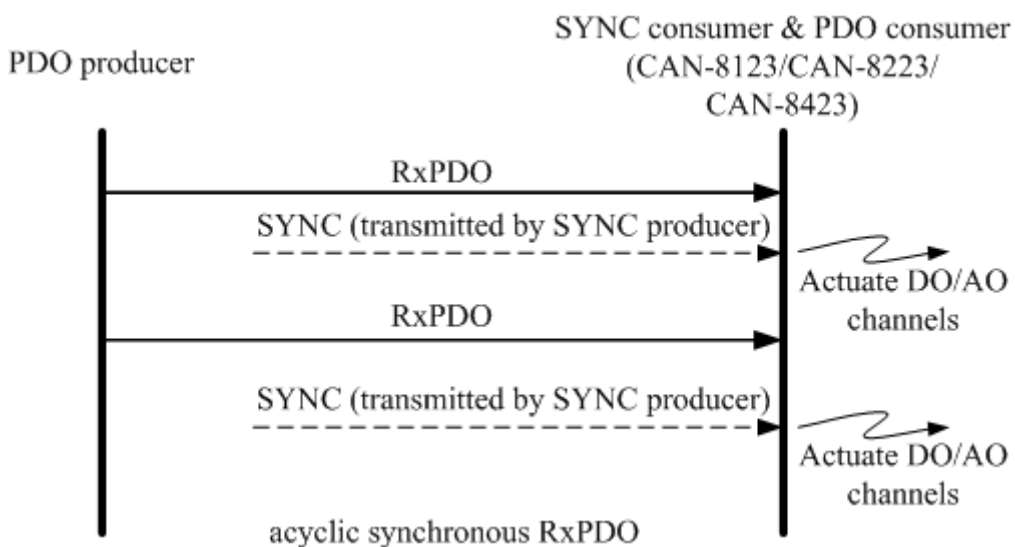 PDO producer
SYNC consumer & PDO consumer
(CAN-8123/CAN-8223/
CAN-8423)
RxPDO
SYNC (transmitted by SYNC producer)
Actuate DO/AO
channels
RxPDO
SYNC (transmitted by SYNC producer)
Actuate DO/AO
channels
acyclic synchronous RxPDO